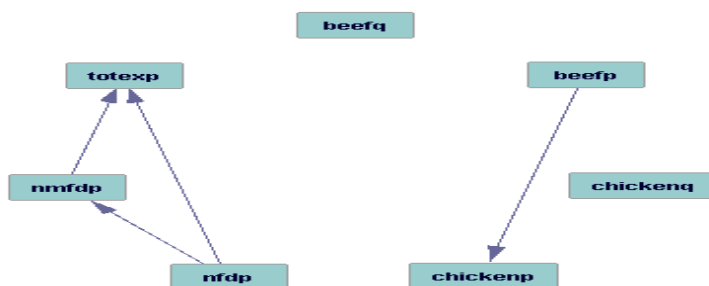 beefq
totexp
beefp
nmfdp
chickenq
nfdp
chickenp